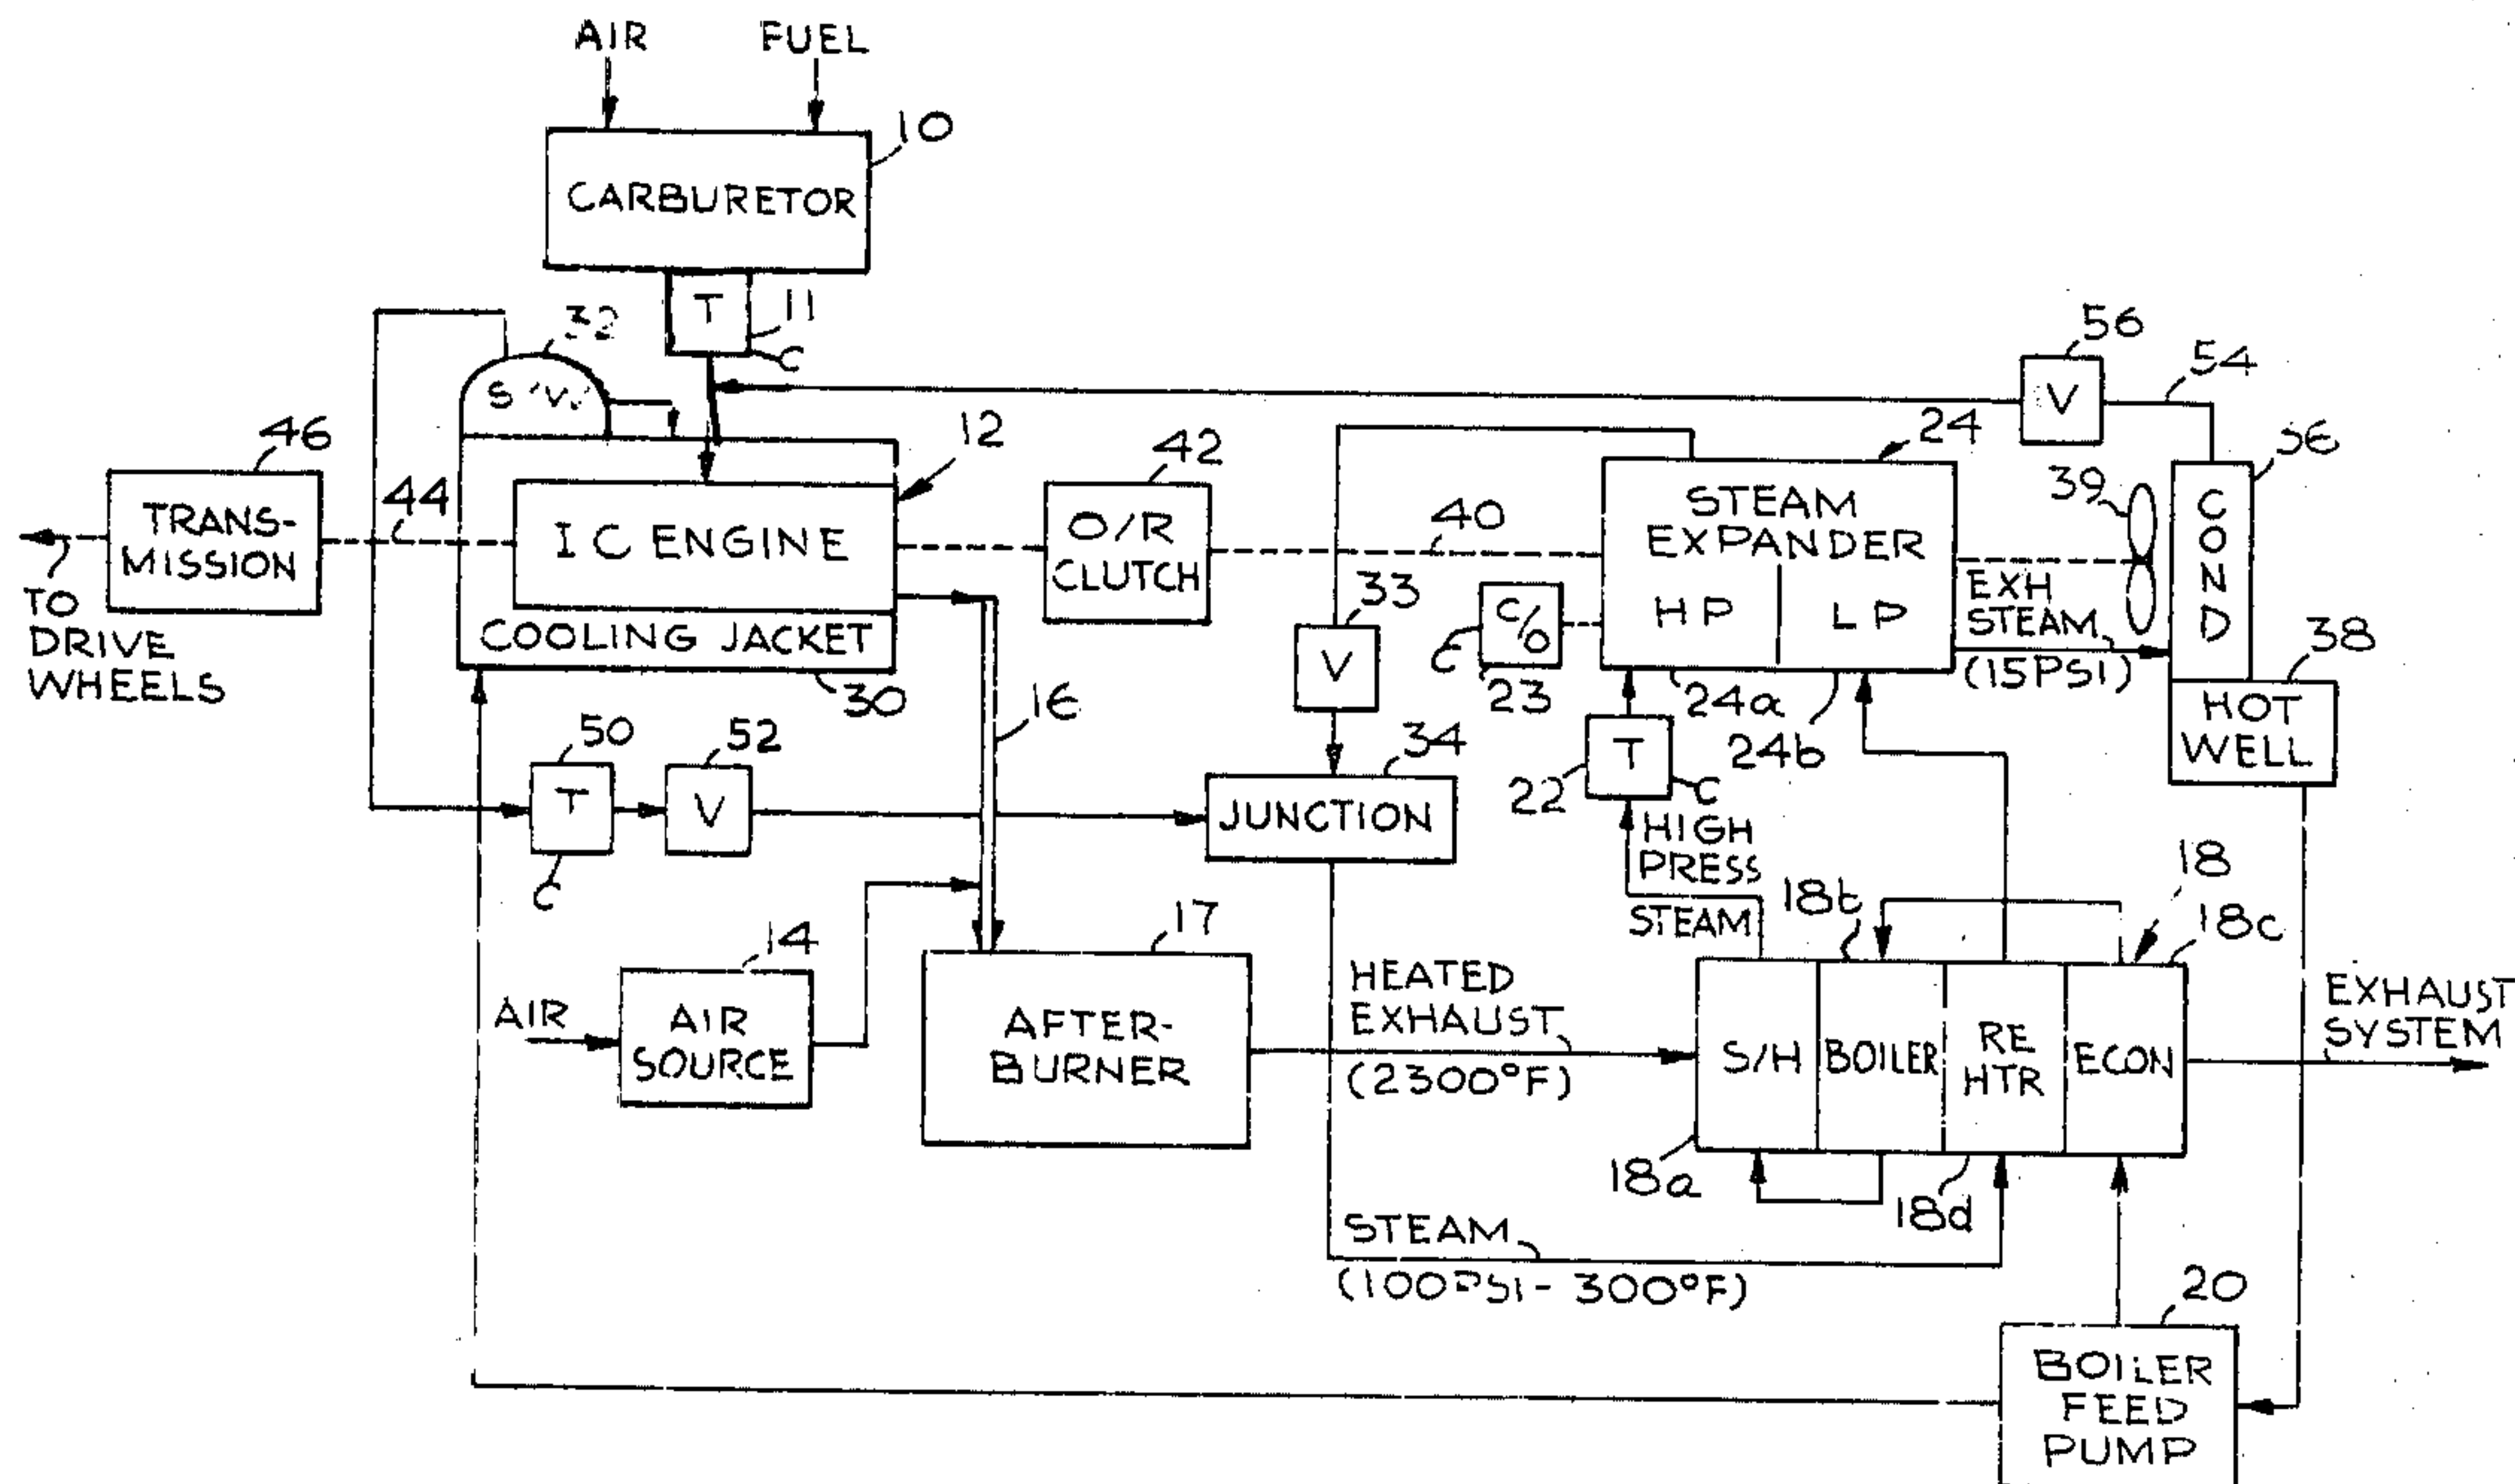 AIR
FUEL
10
CARBURETOR
T
11
C
32
S
V
46
TRANS-
MISSION
44
TO
DRIVE
WHEELS
12
I C ENGINE
COOLING JACKET
30
42
O/R
CLUTCH
40
24
STEAM
EXPANDER
HP
LP
24a
24b
56
V
54
39
COND
EXH
STEAM
(15PSI)
38
HOT
WELL
33
V
C/O
C
23
50
T
C
52
V
16
34
JUNCTION
22
T
C
HIGH
PRESS
STEAM
14
AIR
AIR
SOURCE
17
AFTER-
BURNER
HEATED
EXHAUST
(2300°F)
18
18b
18c
S/H
BOILER
RE
HTR
ECON
18a
18d
EXHAUST
SYSTEM
STEAM
(100PSI-300°F)
20
BOILER
FEED
PUMP